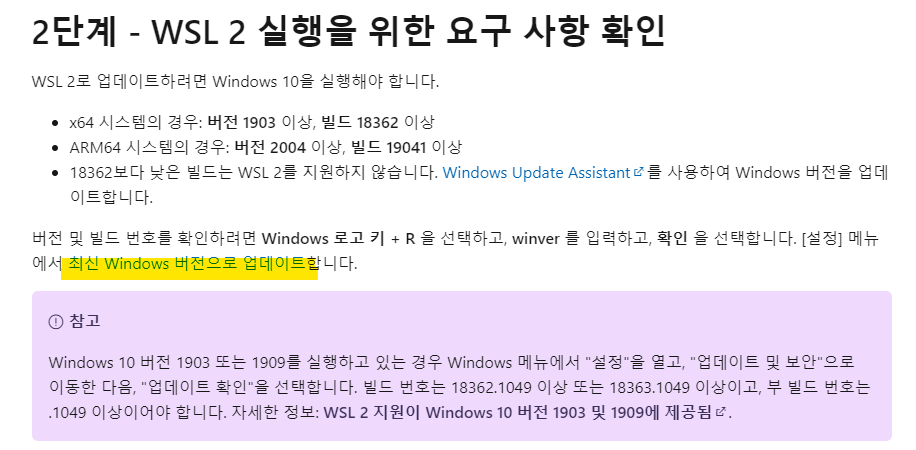 2단계 - WSL 2 실행을 위한 요구 사항 확인
WSL 2로 업데이트하려면 Windows 10을 실행해야 합니다.
• x64 시스템의 경우: 버전 1903 이상, 빌드 18362 이상
• ARM64 시스템의 경우: 버전 2004 이상, 빌드 19041 이상
• 18362보다 낮은 빌드는 WSL 2를 지원하지 않습니다. Windows Update Assistant 를 사용하여 Windows 버전을 업데
이트합니다.
버전 및 빌드 번호를 확인하려면 Windows 로고 키 + R 을 선택하고, winver 를 입력하고, 확인 을 선택합니다. [설정] 메뉴
에서 최신 Windows 버전으로 업데이트합니다.
참고
Windows 10 버전 1903 또는 1909를 실행하고 있는 경우 Windows 메뉴에서 "설정"을 열고, "업데이트 및 보안"으로
이동한 다음, "업데이트 확인"을 선택합니다. 빌드 번호는 18362.1049 이상 또는 18363.1049 이상이고, 부 빌드 번호는
.1049 이상이어야 합니다. 자세한 정보: WSL 2 지원이 Windows 10 버전 1903 및 1909에 제공됨 .